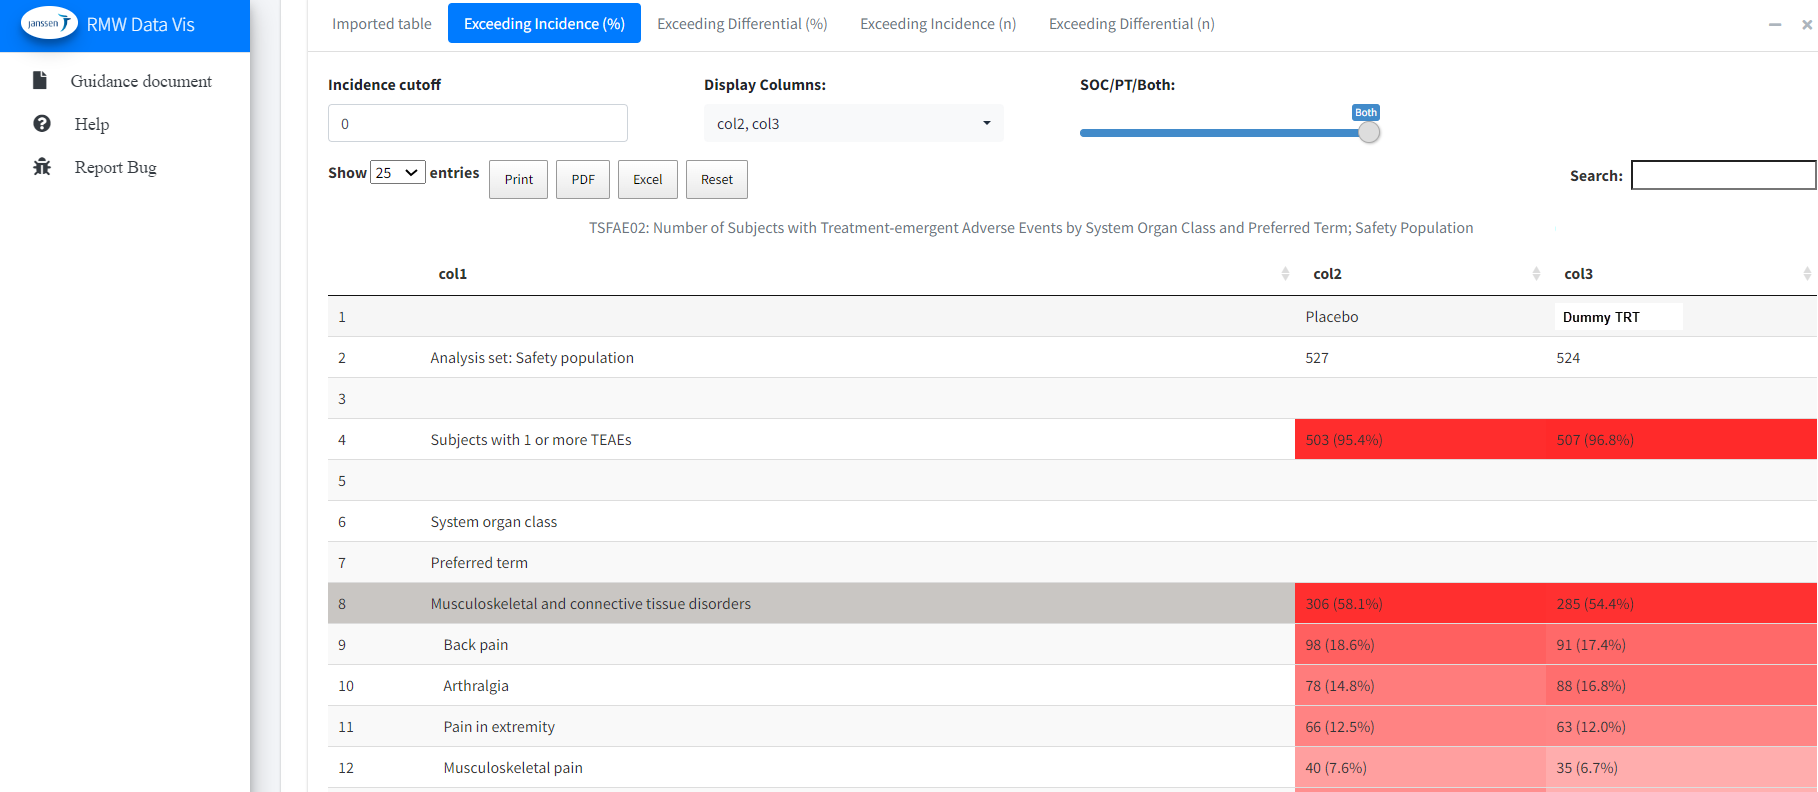 janssen RMW Data Vis
Guidance document
Help
Report Bug
Imported table Exceeding Incidence (%) Exceeding Differential (%) Exceeding Incidence (n) Exceeding Differential (n)
Incidence cutoff Display Columns: SOC/PT/Both:
Both
0 col2, col3
Show 25 entries Print PDF Excel Reset Search:
TSFAE02: Number of Subjects with Treatment-emergent Adverse Events by System Organ Class and Preferred Term; Safety Population
col1 col2 col3
1 Placebo Dummy TRT
2 Analysis set: Safety population 527 524
3
4 Subjects with 1 or more TEAEs 503 (95.4%) 507 (96.8%)
5
6 System organ class
7 Preferred term
8 Musculoskeletal and connective tissue disorders 306 (58.1%) 285 (54.4%)
9 Back pain 98 (18.6%) 91 (17.4%)
10 Arthralgia 78 (14.8%) 88 (16.8%)
11 Pain in extremity 66 (12.5%) 63 (12.0%)
12 Musculoskeletal pain 40 (7.6%) 35 (6.7%)